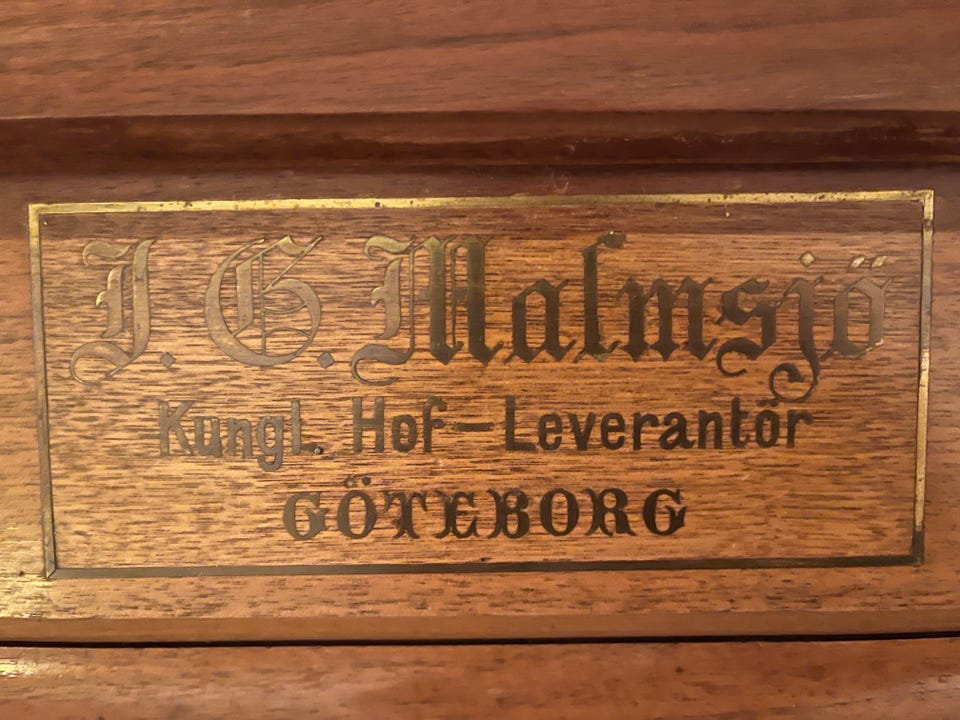 J. G. Malmsjö
Kungl. Hof-Leverantör
GÖTEBORG